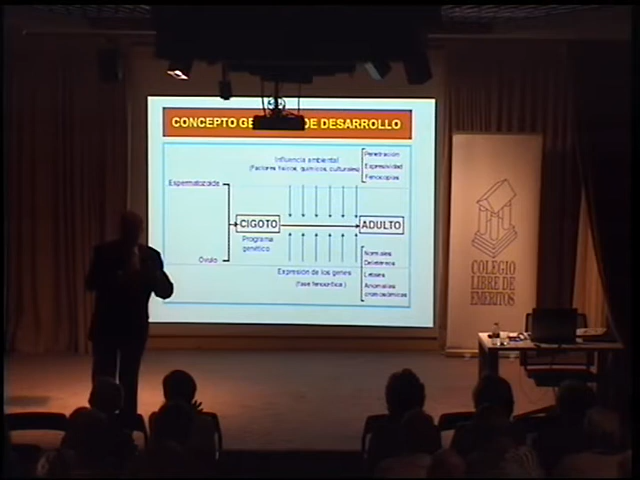 CONCEPTO GE DE DESARROLLO
Influencia ambiental
(Factores físicos, químicos, culturales)
Penetración
Expresividad
Fenocopias
Espermatozoide
CIGOTO
ADULTO
Programa
genético
Óvulo
Expresión de los genes
(fase fenocrítica)
Normales
Deletéreos
Letales
Anomalías
cromosómicas
COLEGIO
LIBRE DE
EMERITOS